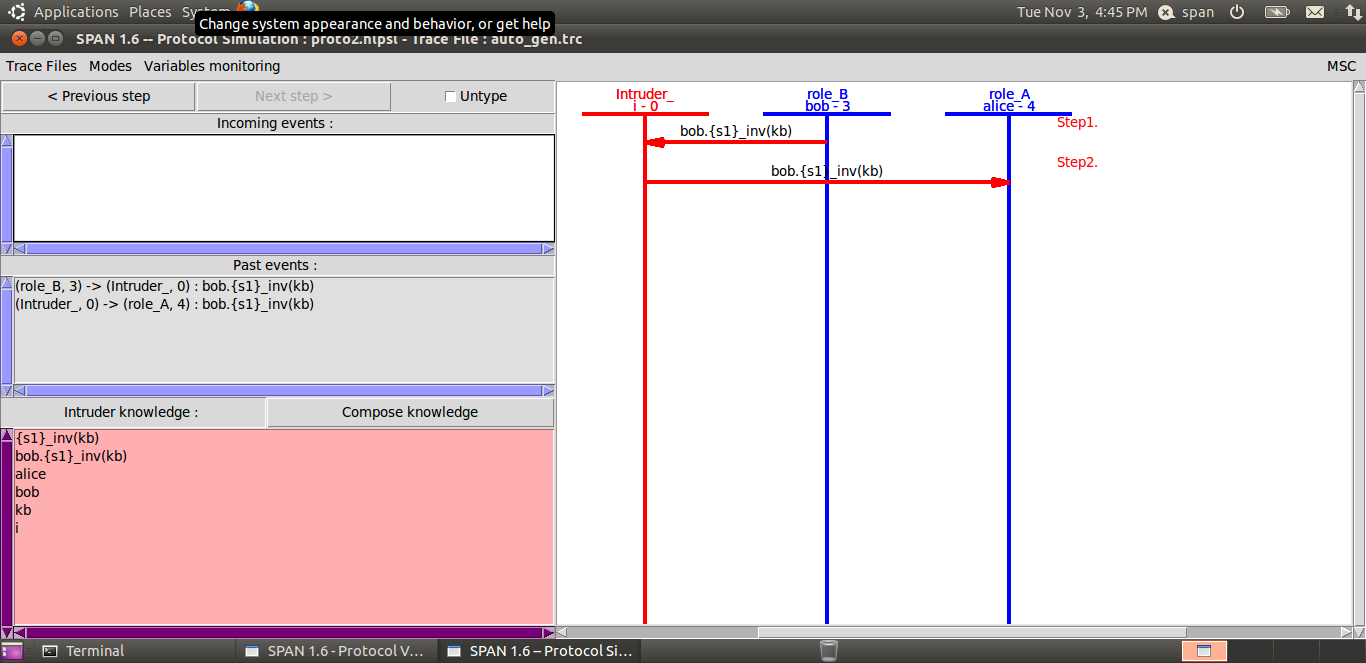 Applications Places System
Tue Nov 3, 4:45 PM span
Change system appearance and behavior, or get help
SPAN 1.6 -- Protocol Simulation : proto2.hlpsl - Trace File : auto_gen.trc
Trace Files Modes Variables monitoring MSC
< Previous step Next step > Untype
Incoming events :
Past events :
(role_B, 3) -> (Intruder_, 0) : bob.{s1}_inv(kb)
(Intruder_, 0) -> (role_A, 4) : bob.{s1}_inv(kb)
Intruder knowledge : Compose knowledge
{s1}_inv(kb)
bob.{s1}_inv(kb)
alice
bob
kb
i
Intruder_ role_B role_A
i - 0 bob - 3 alice - 4
Step1.
bob.{s1}_inv(kb)
Step2.
bob.{s1}_inv(kb)
Terminal SPAN 1.6 - Protocol V... SPAN 1.6 -- Protocol Si...